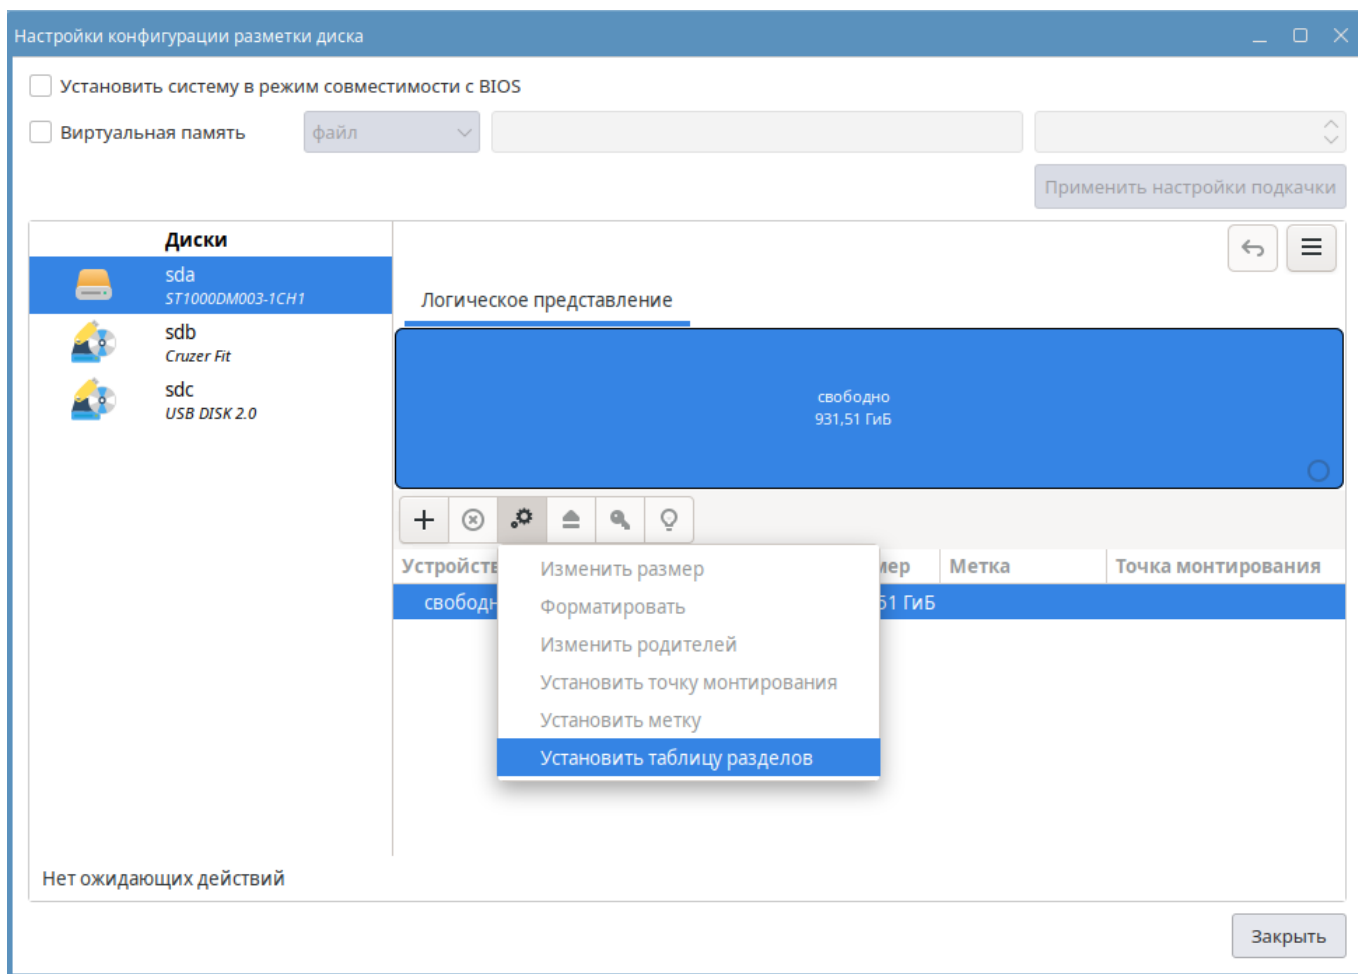 Настройки конфигурации разметки диска
Установить систему в режим совместимости с BIOS
Виртуальная память файл
Применить настройки подкачки
Диски
sda
ST1000DM003-1CH1
sdb
Cruzer Fit
sdc
USB DISK 2.0
Логическое представление
свободно
931,51 ГиБ
Устройств мер Метка Точка монтирования
свободн 51 ГиБ
Изменить размер
Форматировать
Изменить родителей
Установить точку монтирования
Установить метку
Установить таблицу разделов
Нет ожидающих действий
Закрыть